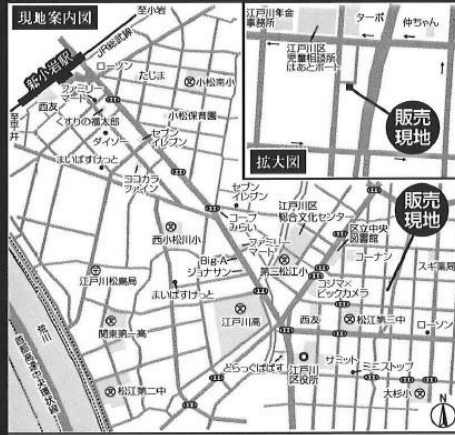 現地案内図
至小岩
JR総武線
新小岩駅
至平井
ローソン
たじま
ファミリー
マート
小松南小
西友
くすりの福太郎
小松保育園
ダイソー
セブン
イレブン
まいばすけっと
ココカラ
ファイン
セブン
イレブン
江戸川区
総合文化センター
コープ
みらい
西小松川小
ファミリー
マート
区立中央
図書館
販売
現地
Big-A
ジョナサン
第三松江小
コーナン
スギ薬局
江戸川松島局
まいばすけっと
コジマ×
ビックカメラ
関東第一高
江戸川高
西友
松江第三中
ローソン
荒川
首都高速中央環状線
どらっぐぱぱす
サミット
ミニストップ
江戸川
区役所
松江第二中
大杉小
N
江戸川年金
事務所
ターボ
仲ちゃん
江戸川区
児童相談所
はあとポート
販売
現地
拡大図